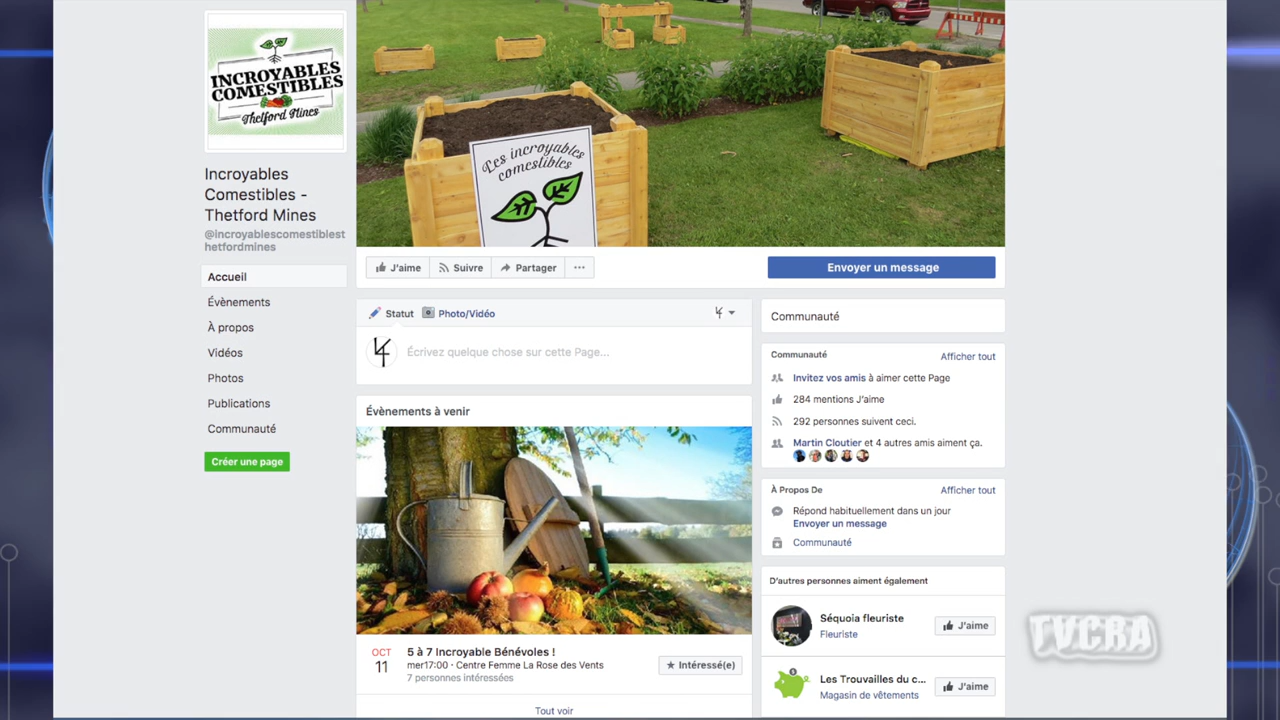 INCROYABLES
COMESTIBLES
Thetford Mines
Les incroyables
comestibles
Incroyables
Comestibles -
Thetford Mines
@incroyablescomestiblest
hetfordmines
Accueil
Évènements
À propos
Vidéos
Photos
Publications
Communauté
Créer une page
J'aime
Suivre
Partager
Envoyer un message
Statut
Photo/Vidéo
Écrivez quelque chose sur cette Page...
Évènements à venir
OCT
11
5 à 7 Incroyable Bénévoles !
mer17:00 · Centre Femme La Rose des Vents
7 personnes intéressées
Intéressé(e)
Tout voir
Communauté
Communauté
Afficher tout
Invitez vos amis à aimer cette Page
284 mentions J'aime
292 personnes suivent ceci.
Martin Cloutier et 4 autres amis aiment ça.
À Propos De
Afficher tout
Répond habituellement dans un jour
Envoyer un message
Communauté
D'autres personnes aiment également
Séquoia fleuriste
Fleuriste
J'aime
Les Trouvailles du c...
Magasin de vêtements
J'aime
TVCRA